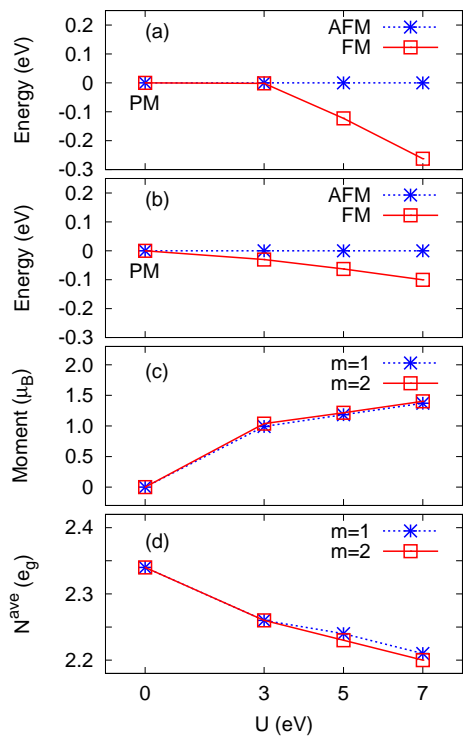 (a)
AFM
FM
0.2
0.1
0
-0.1
-0.2
-0.3
Energy (eV)
PM
(b)
AFM
FM
0.2
0.1
0
-0.1
-0.2
-0.3
Energy (eV)
PM
(c)
m=1
m=2
2.0
1.5
1.0
0.5
0
Moment (μB)
(d)
m=1
m=2
2.4
2.3
2.2
N^ave (e_g)
0 3 5 7
U (eV)